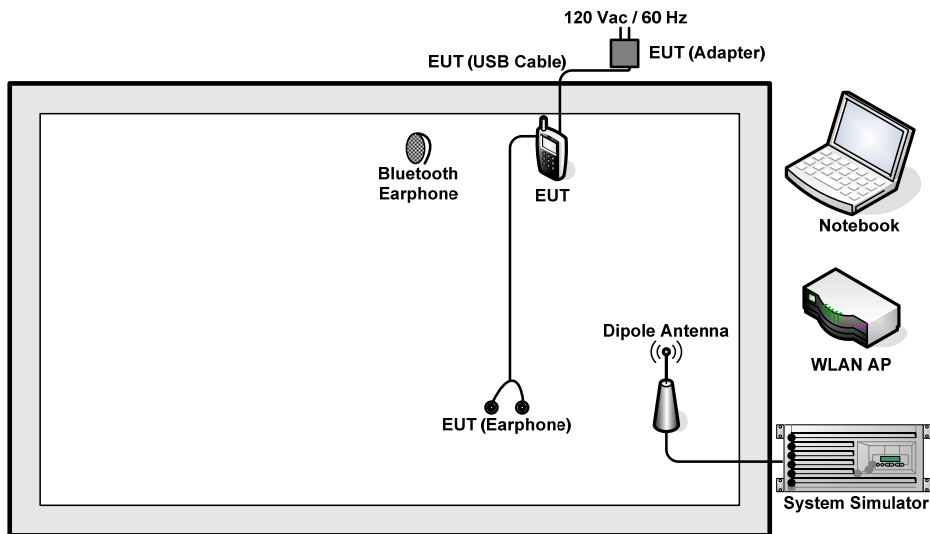 120 Vac / 60 Hz
EUT (Adapter)
EUT (USB Cable)
Bluetooth
Earphone
EUT
Notebook
WLAN AP
Dipole Antenna
EUT (Earphone)
System Simulator